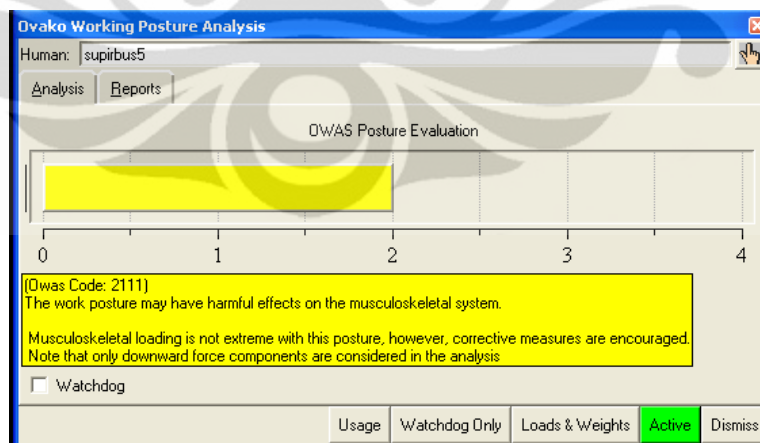 Ovako Working Posture Analysis
Human: supirbus5
Analysis Reports
OWAS Posture Evaluation
0 1 2 3 4
(Owas Code: 2111)
The work posture may have harmful effects on the musculoskeletal system.
Musculoskeletal loading is not extreme with this posture, however, corrective measures are encouraged.
Note that only downward force components are considered in the analysis
Watchdog
Usage Watchdog Only Loads & Weights Active Dismiss